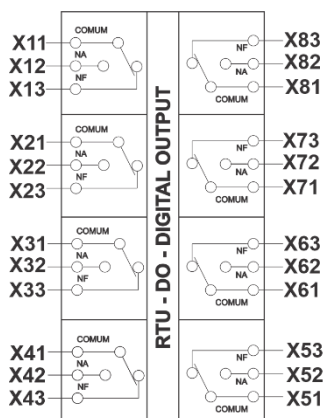 X11 COMUM
X12 NA
X13 NF
X21 COMUM
X22 NA
X23 NF
X31 COMUM
X32 NA
X33 NF
X41 COMUM
X42 NA
X43 NF
RTU - DO - DIGITAL OUTPUT
NF X83
NA X82
COMUM X81
NF X73
NA X72
COMUM X71
NF X63
NA X62
COMUM X61
NF X53
NA X52
COMUM X51